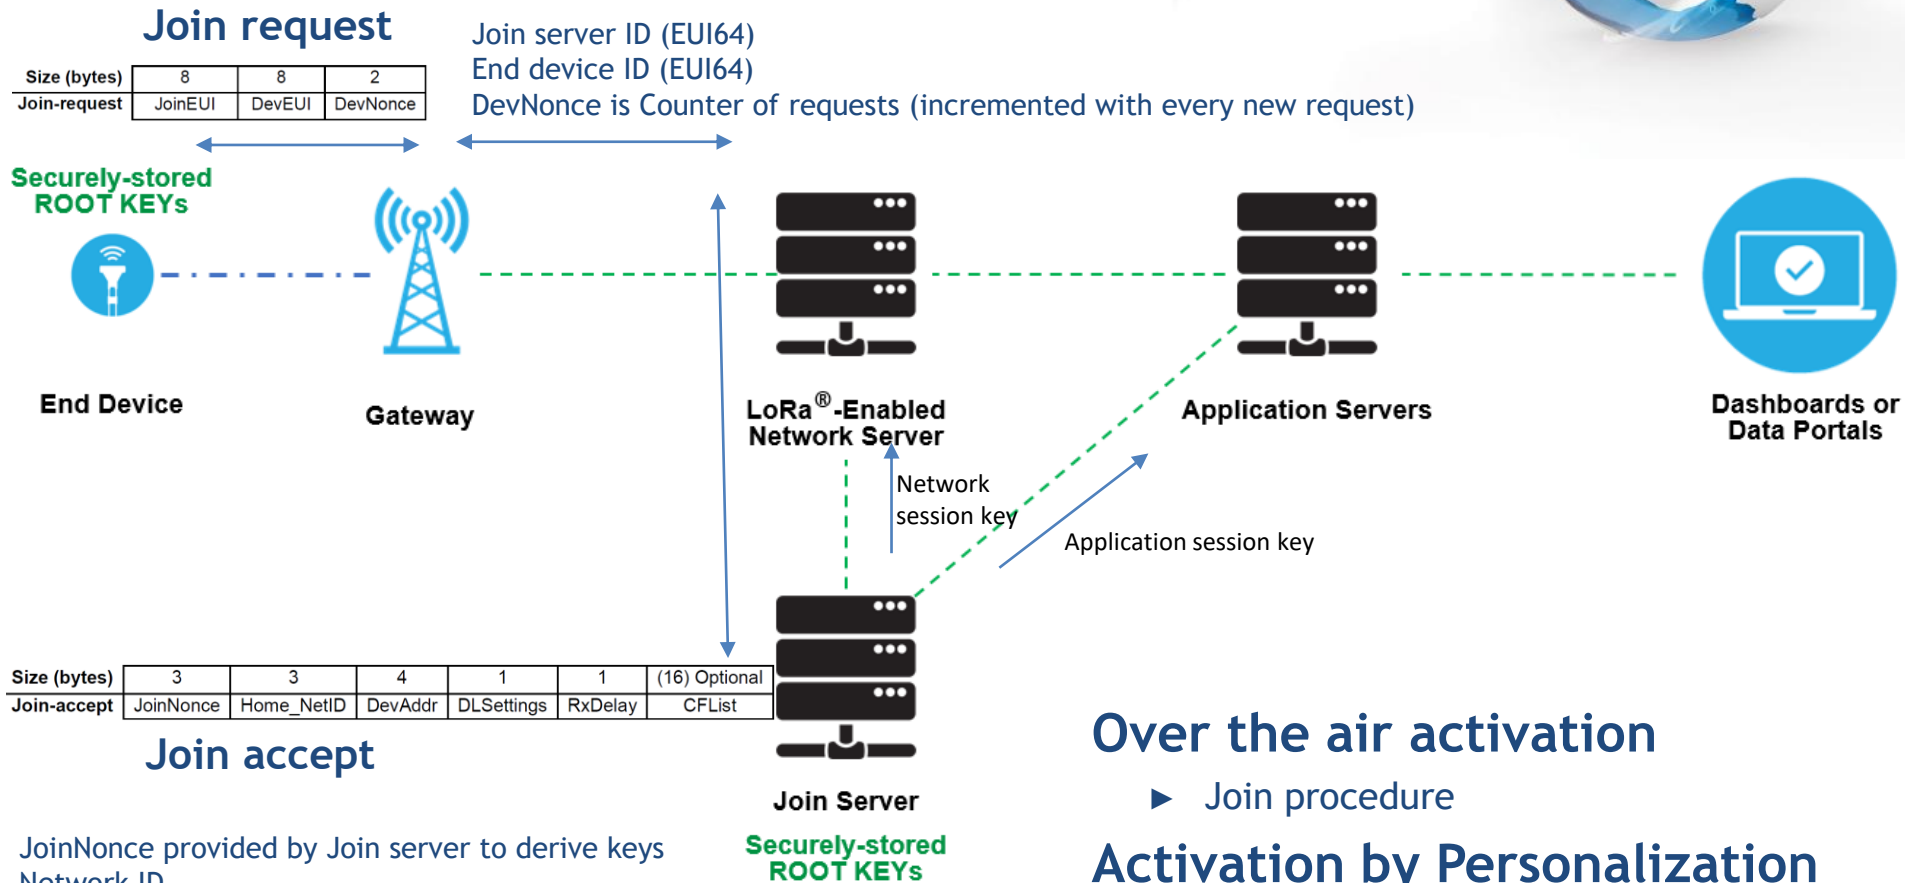 Join request
Join server ID (EUI64)
End device ID (EUI64)
DevNonce is Counter of requests (incremented with every new request)
Size (bytes) 8 8 2
Join-request JoinEUI DevEUI DevNonce
Securely-stored
ROOT KEYs
End Device
Gateway
LoRa®-Enabled
Network Server
Application Servers
Dashboards or
Data Portals
Network
session key
Application session key
Size (bytes) 3 3 4 1 1 (16) Optional
Join-accept JoinNonce Home_NetID DevAddr DLSettings RxDelay CFList
Join accept
Join Server
Securely-stored
ROOT KEYs
JoinNonce provided by Join server to derive keys
Network ID
Over the air activation
► Join procedure
Activation by Personalization